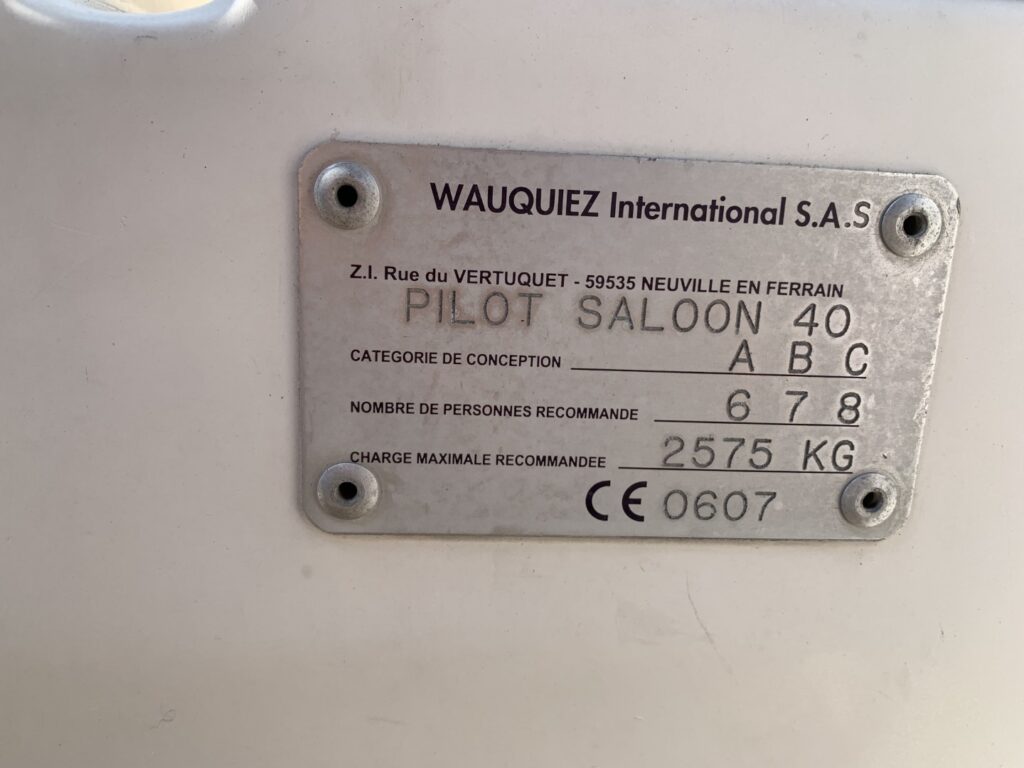 WAUQUIEZ International S.A.S
Z.I. Rue du VERTUQUET - 59535 NEUVILLE EN FERRAIN
PILOT SALOON 40
CATEGORIE DE CONCEPTION A B C
NOMBRE DE PERSONNES RECOMMANDE 6 7 8
CHARGE MAXIMALE RECOMMANDEE 2575 KG
CE 0607